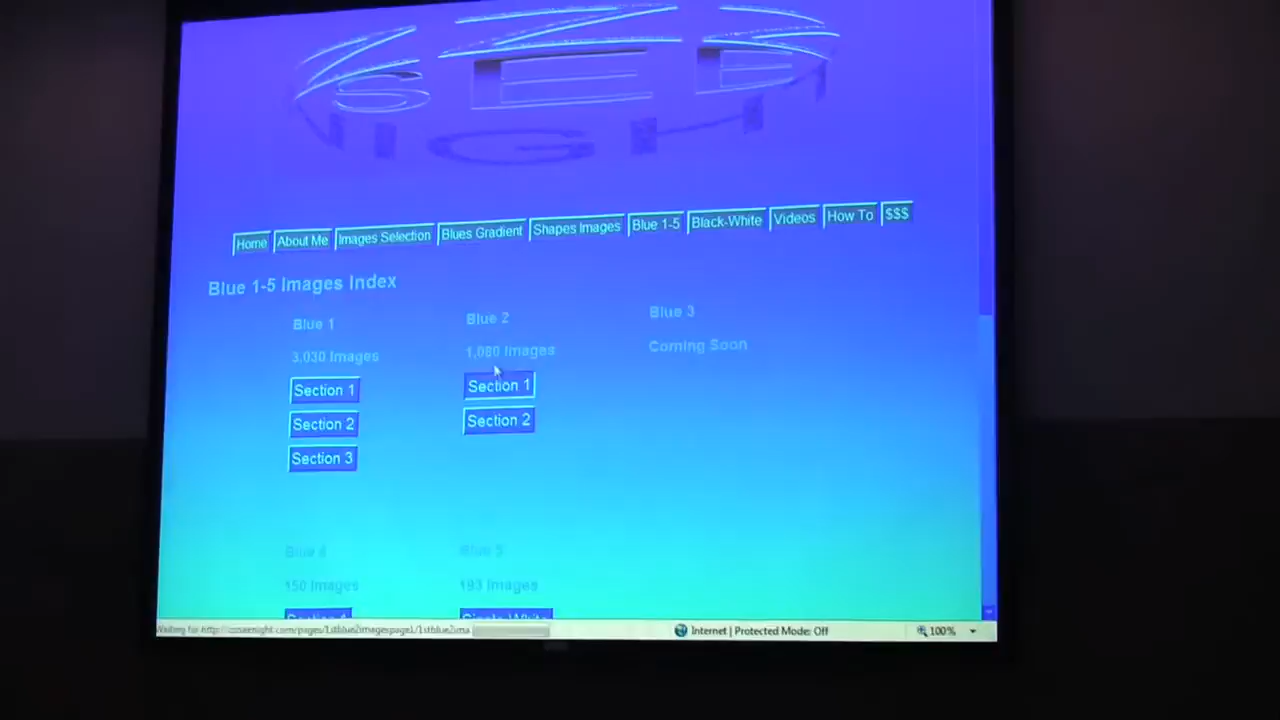 SEE
Home About Me Images Selection Blues Gradient Shapes Images Blue 1-5 Black-White Videos How To $$$
Blue 1-5 Images Index
Blue 1 Blue 2 Blue 3
3,030 Images 1,080 Images Coming Soon
Section 1 Section 1
Section 2 Section 2
Section 3
Blue 4 Blue 5
150 Images 193 Images
Internet | Protected Mode: Off 100%